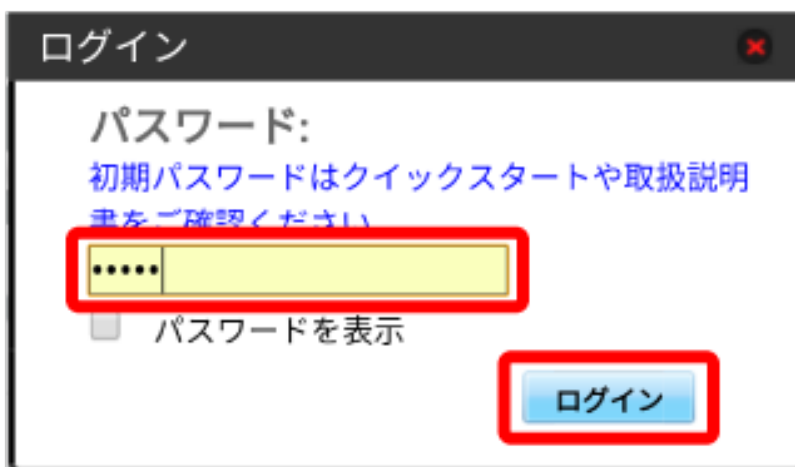 ログイン
パスワード:
初期パスワードはクイックスタートや取扱説明
書をご確認ください
•••••
パスワードを表示
ログイン